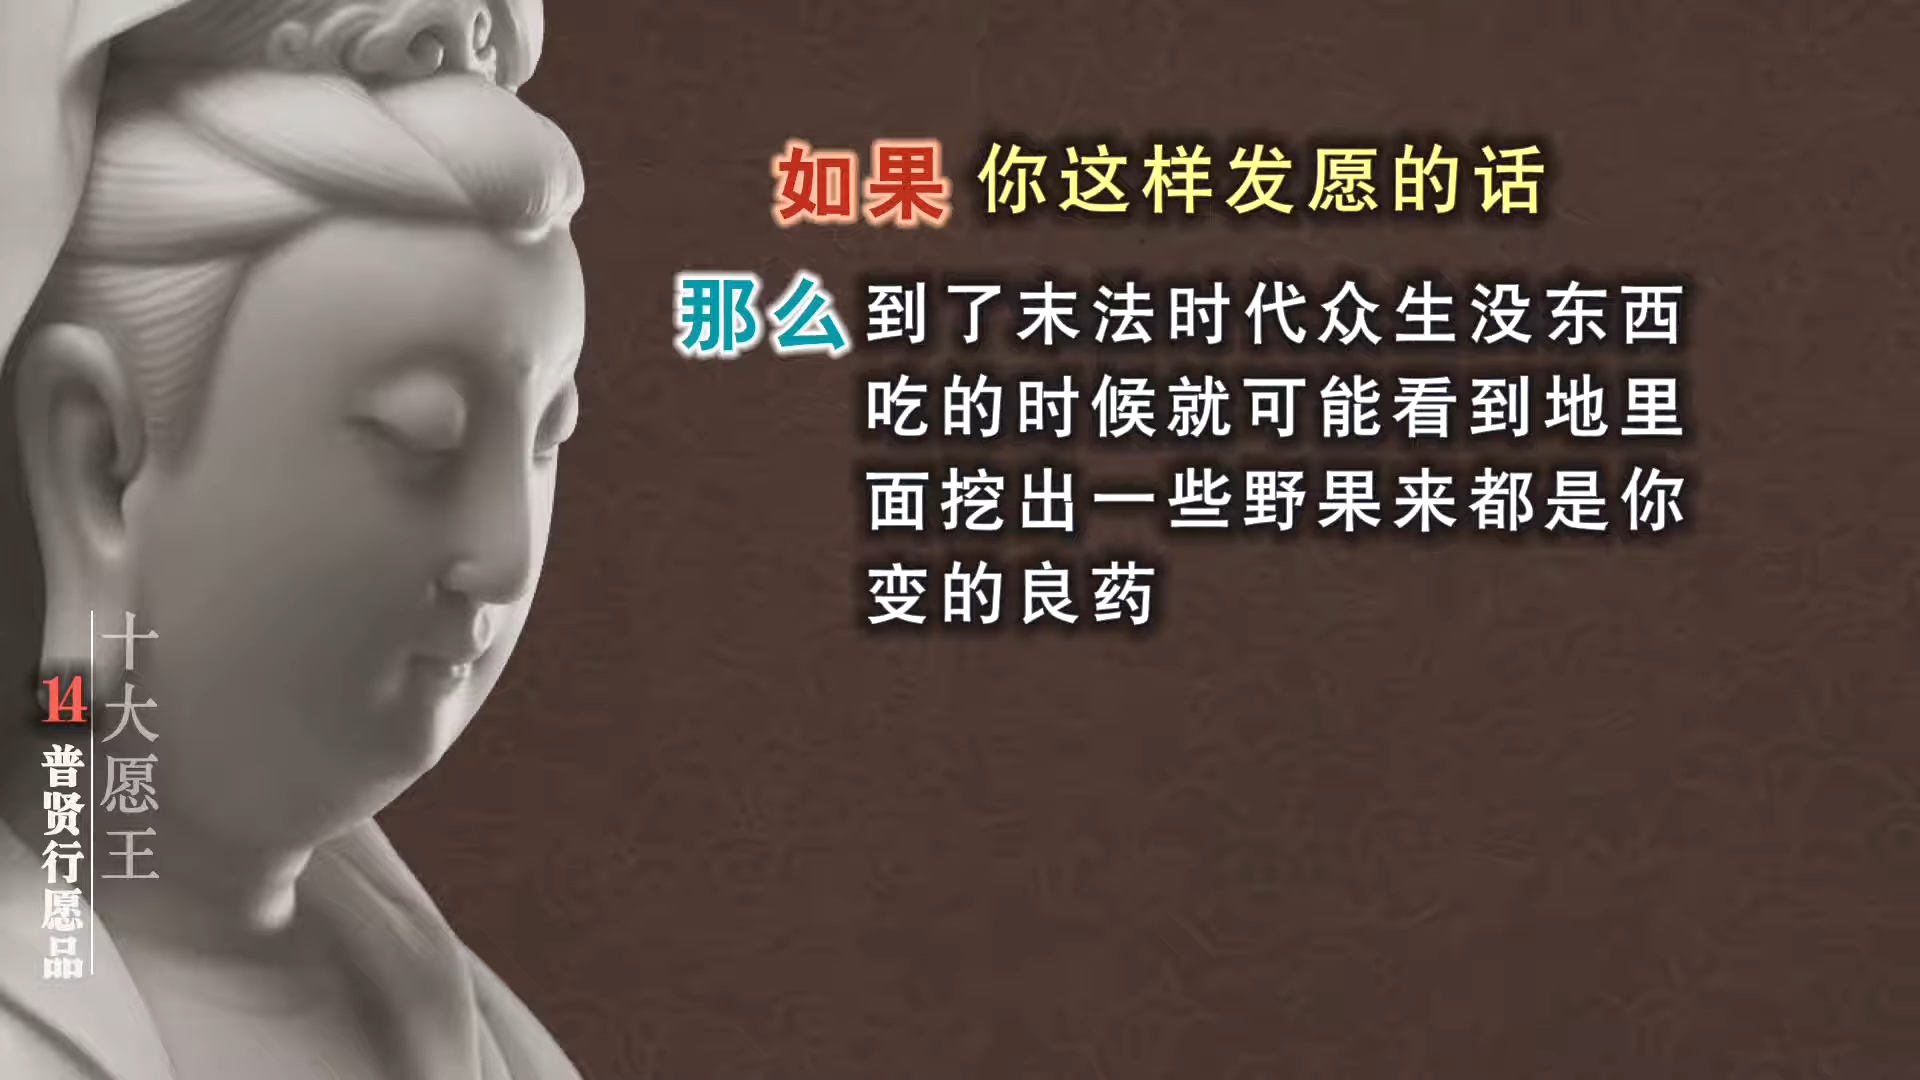 如果 你这样发愿的话
那么 到了末法时代众生没东西
吃的时候就可能看到地里
面挖出一些野果来都是你
变的良药
十大愿王
14 普贤行愿品